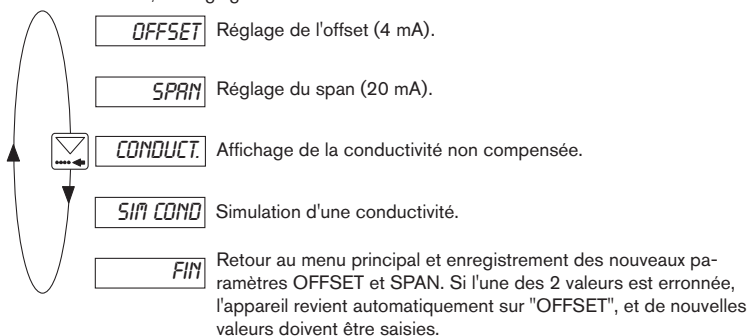 OFFSET Réglage de l'offset (4 mA).
SPAN Réglage du span (20 mA).
CONDUCT. Affichage de la conductivité non compensée.
SIM COND Simulation d'une conductivité.
FIN Retour au menu principal et enregistrement des nouveaux pa-
ramètres OFFSET et SPAN. Si l'une des 2 valeurs est erronée,
l'appareil revient automatiquement sur "OFFSET", et de nouvelles
valeurs doivent être saisies.